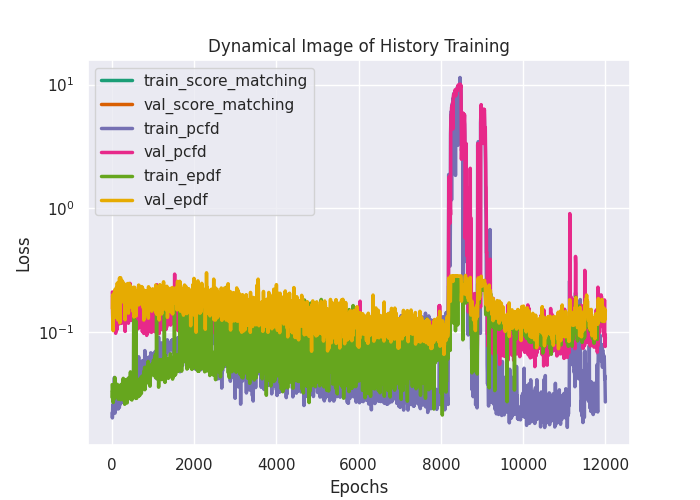 Dynamical Image of History Training
train_score_matching
val_score_matching
train_pcfd
val_pcfd
train_epdf
val_epdf
10¹
10⁰
10⁻¹
Loss
0 2000 4000 6000 8000 10000 12000
Epochs